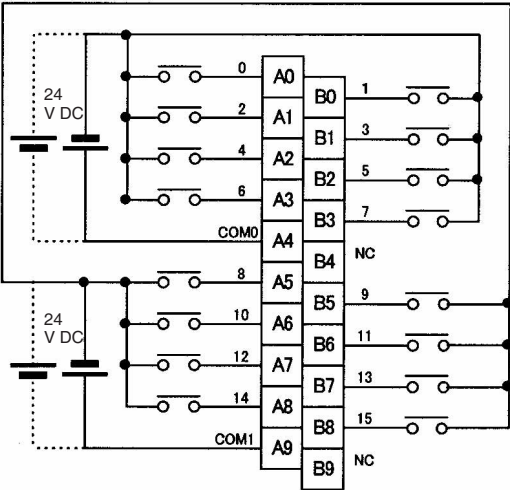 0 A0
B0 1
24 V DC
2 A1
B1 3
4 A2
B2 5
6 A3
B3 7
COM0 A4
B4 NC
8 A5
B5 9
24 V DC
10 A6
B6 11
12 A7
B7 13
14 A8
B8 15
COM1 A9
B9 NC